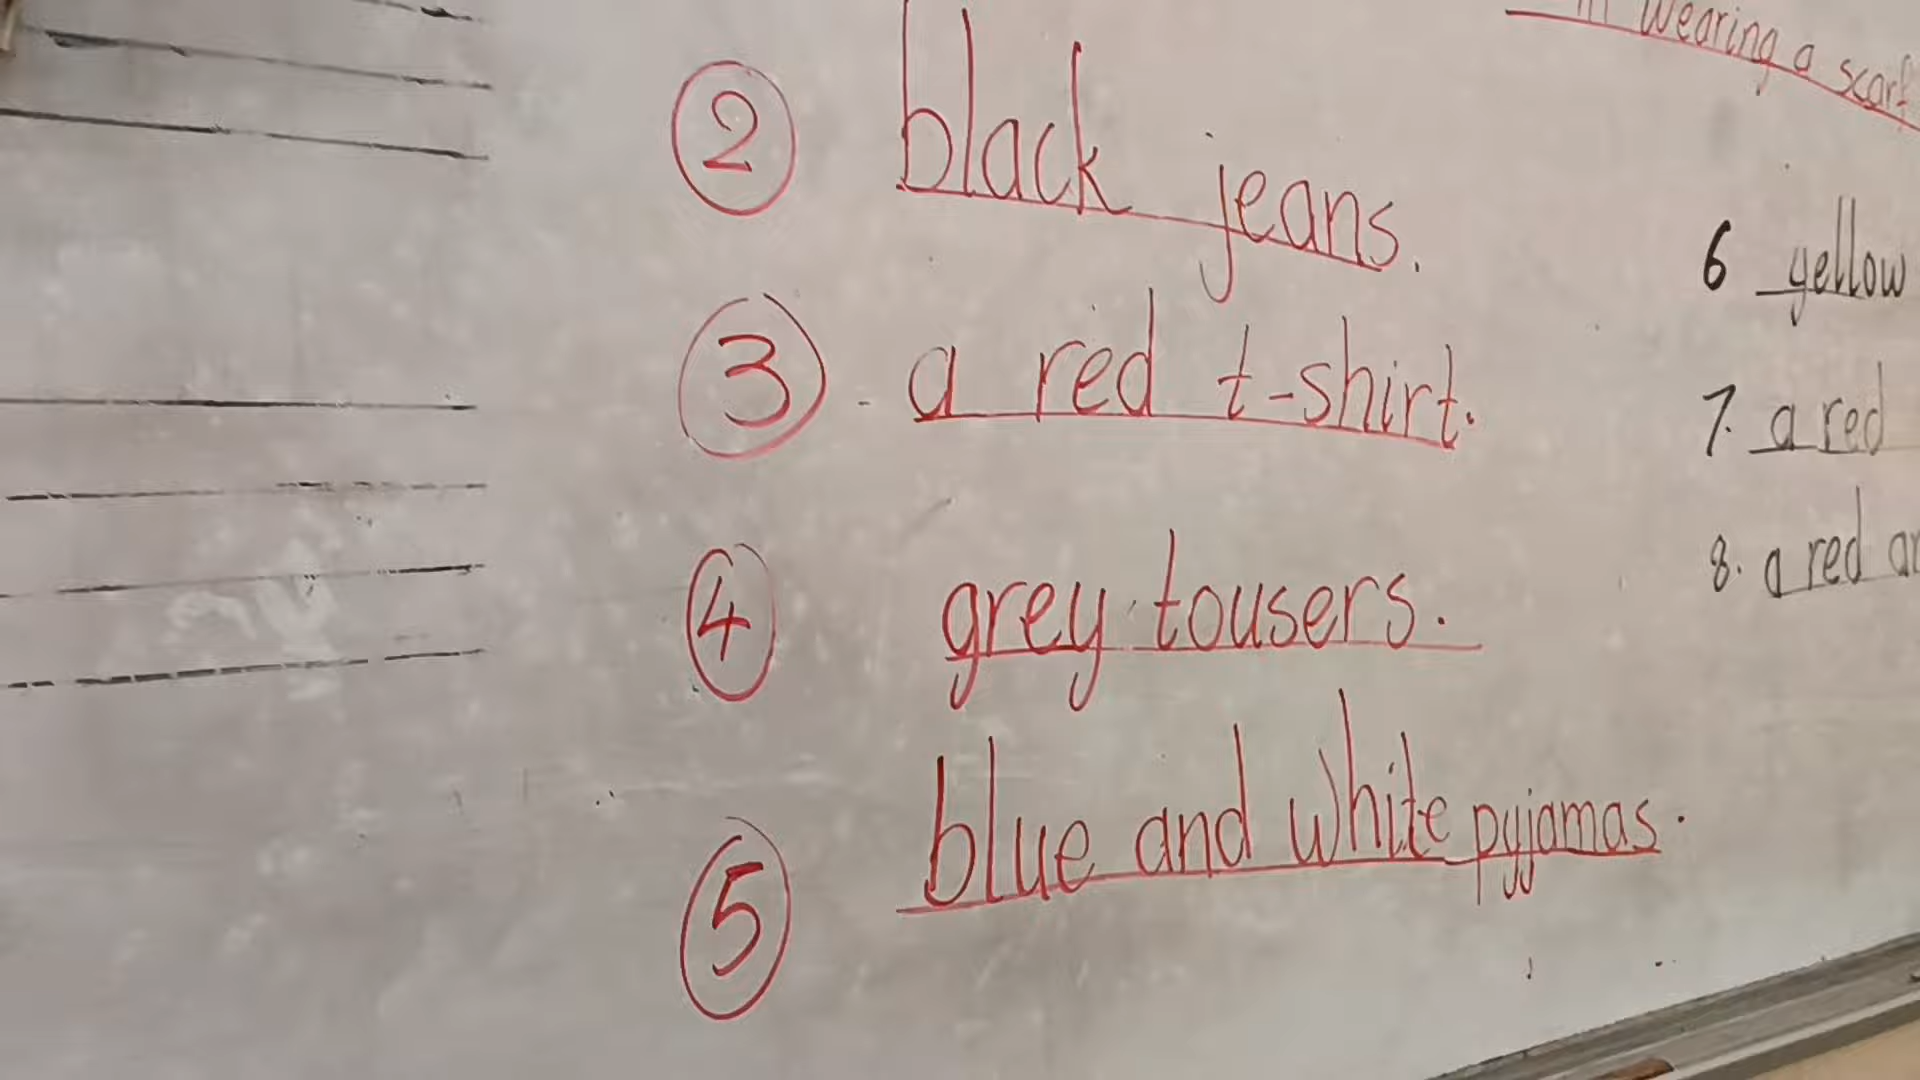 wearing a scarf
② black jeans.
③ a red t-shirt.
④ grey tousers.
⑤ blue and white pyjamas.
6 yellow
7. a red
8. a red